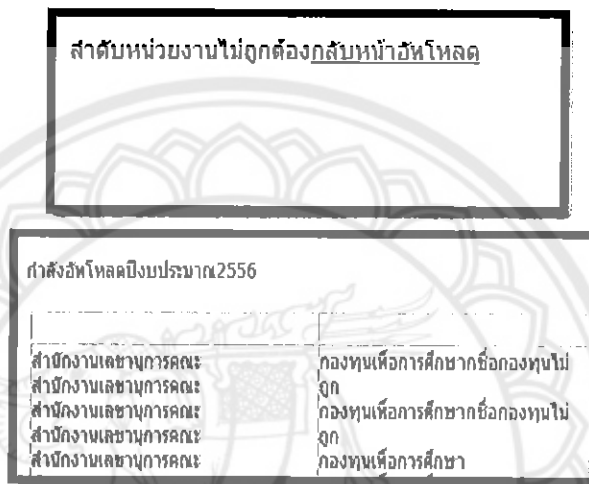 ลำดับหน่วยงานไม่ถูกต้องกลับหน้าอัพโหลด
กำลังอัพโหลดปีงบประมาณ2556
สำนักงานเลขานุการคณะ กองทุนเพื่อการศึกษากชื่อกองทุนไม่
สำนักงานเลขานุการคณะ ถูก
สำนักงานเลขานุการคณะ กองทุนเพื่อการศึกษากชื่อกองทุนไม่
สำนักงานเลขานุการคณะ ถูก
สำนักงานเลขานุการคณะ กองทุนเพื่อการศึกษา